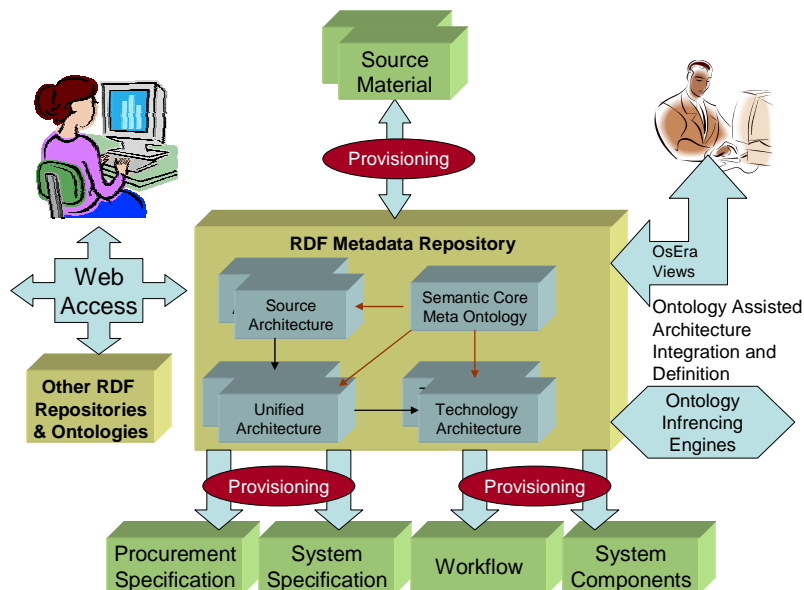 Source
Material
Provisioning
RDF Metadata Repository
OsEra
Views
Web
Access
Source
Architecture
Semantic Core
Meta Ontology
Ontology Assisted
Architecture
Integration and
Definition
Other RDF
Repositories
& Ontologies
Unified
Architecture
Technology
Architecture
Ontology
Infrencing
Engines
Provisioning
Provisioning
Procurement
Specification
System
Specification
Workflow
System
Components